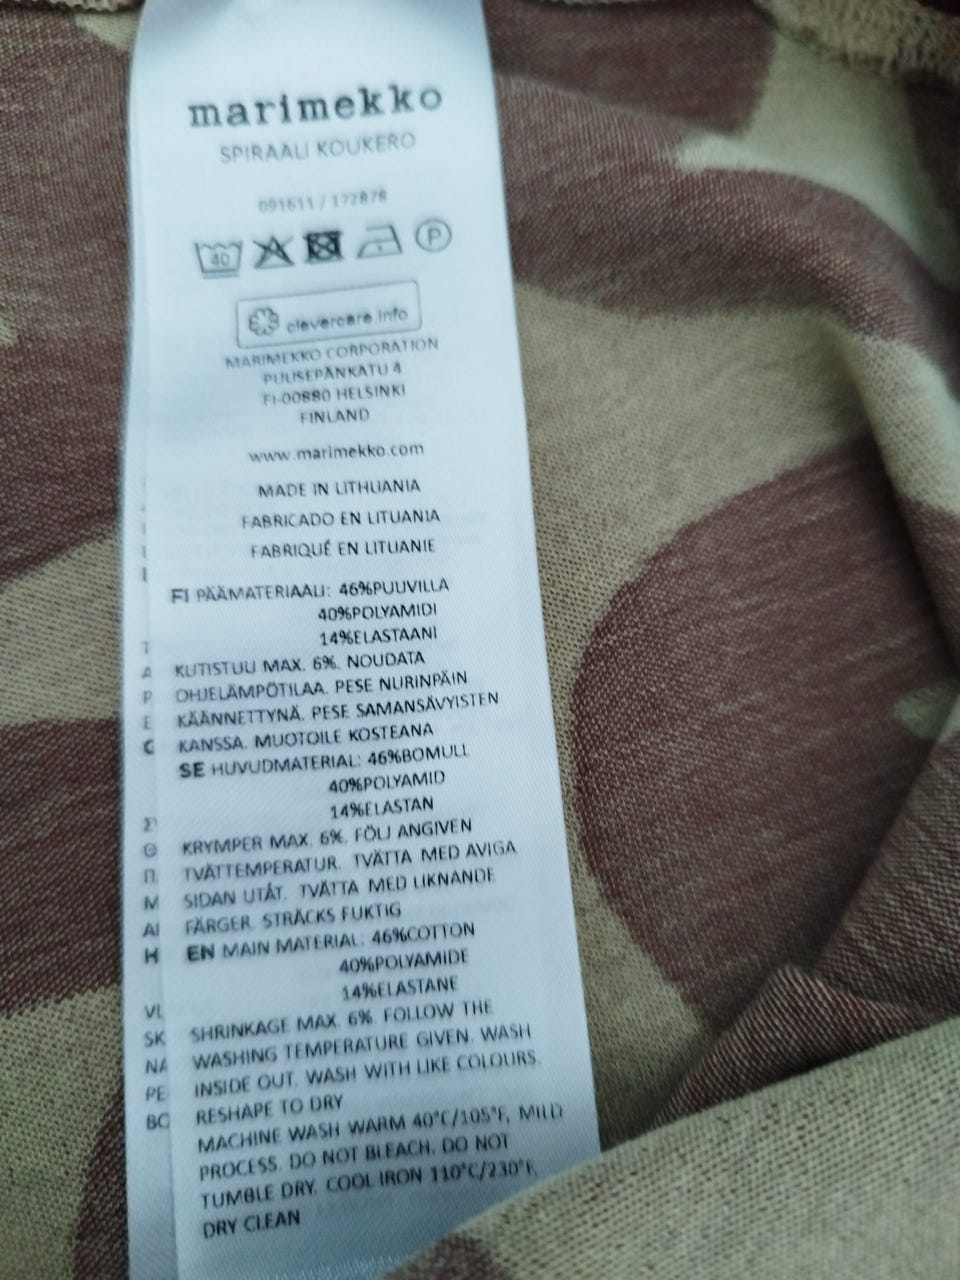 marimekko
SPIRAALI KOUKERO
091611 / 172878
40
P
clevercare.info
MARIMEKKO CORPORATION
PUUSEPÄNKATU 4
FI-00880 HELSINKI
FINLAND
www.marimekko.com
MADE IN LITHUANIA
FABRICADO EN LITUANIA
FABRIQUÉ EN LITUANIE
FI PÄÄMATERIAALI: 46%PUUVILLA
40%POLYAMIDI
14%ELASTAANI
KUTISTUU MAX. 6%. NOUDATA
OHJELÄMPÖTILAA. PESE NURINPÄIN
KÄÄNNETTYNÄ. PESE SAMANSÄVYISTEN
KANSSA. MUOTOILE KOSTEANA
SE HUVUDMATERIAL: 46%BOMULL
40%POLYAMID
14%ELASTAN
KRYMPER MAX. 6%. FÖLJ ANGIVEN
TVÄTTEMPERATUR. TVÄTTA MED AVIGA
SIDAN UTÅT. TVÄTTA MED LIKNANDE
FÄRGER. STRÄCKS FUKTIG
EN MAIN MATERIAL: 46%COTTON
40%POLYAMIDE
14%ELASTANE
SHRINKAGE MAX. 6%. FOLLOW THE
WASHING TEMPERATURE GIVEN. WASH
INSIDE OUT. WASH WITH LIKE COLOURS.
RESHAPE TO DRY
MACHINE WASH WARM 40°C/105°F, MILD
PROCESS. DO NOT BLEACH. DO NOT
TUMBLE DRY. COOL IRON 110°C/230°F,
DRY CLEAN